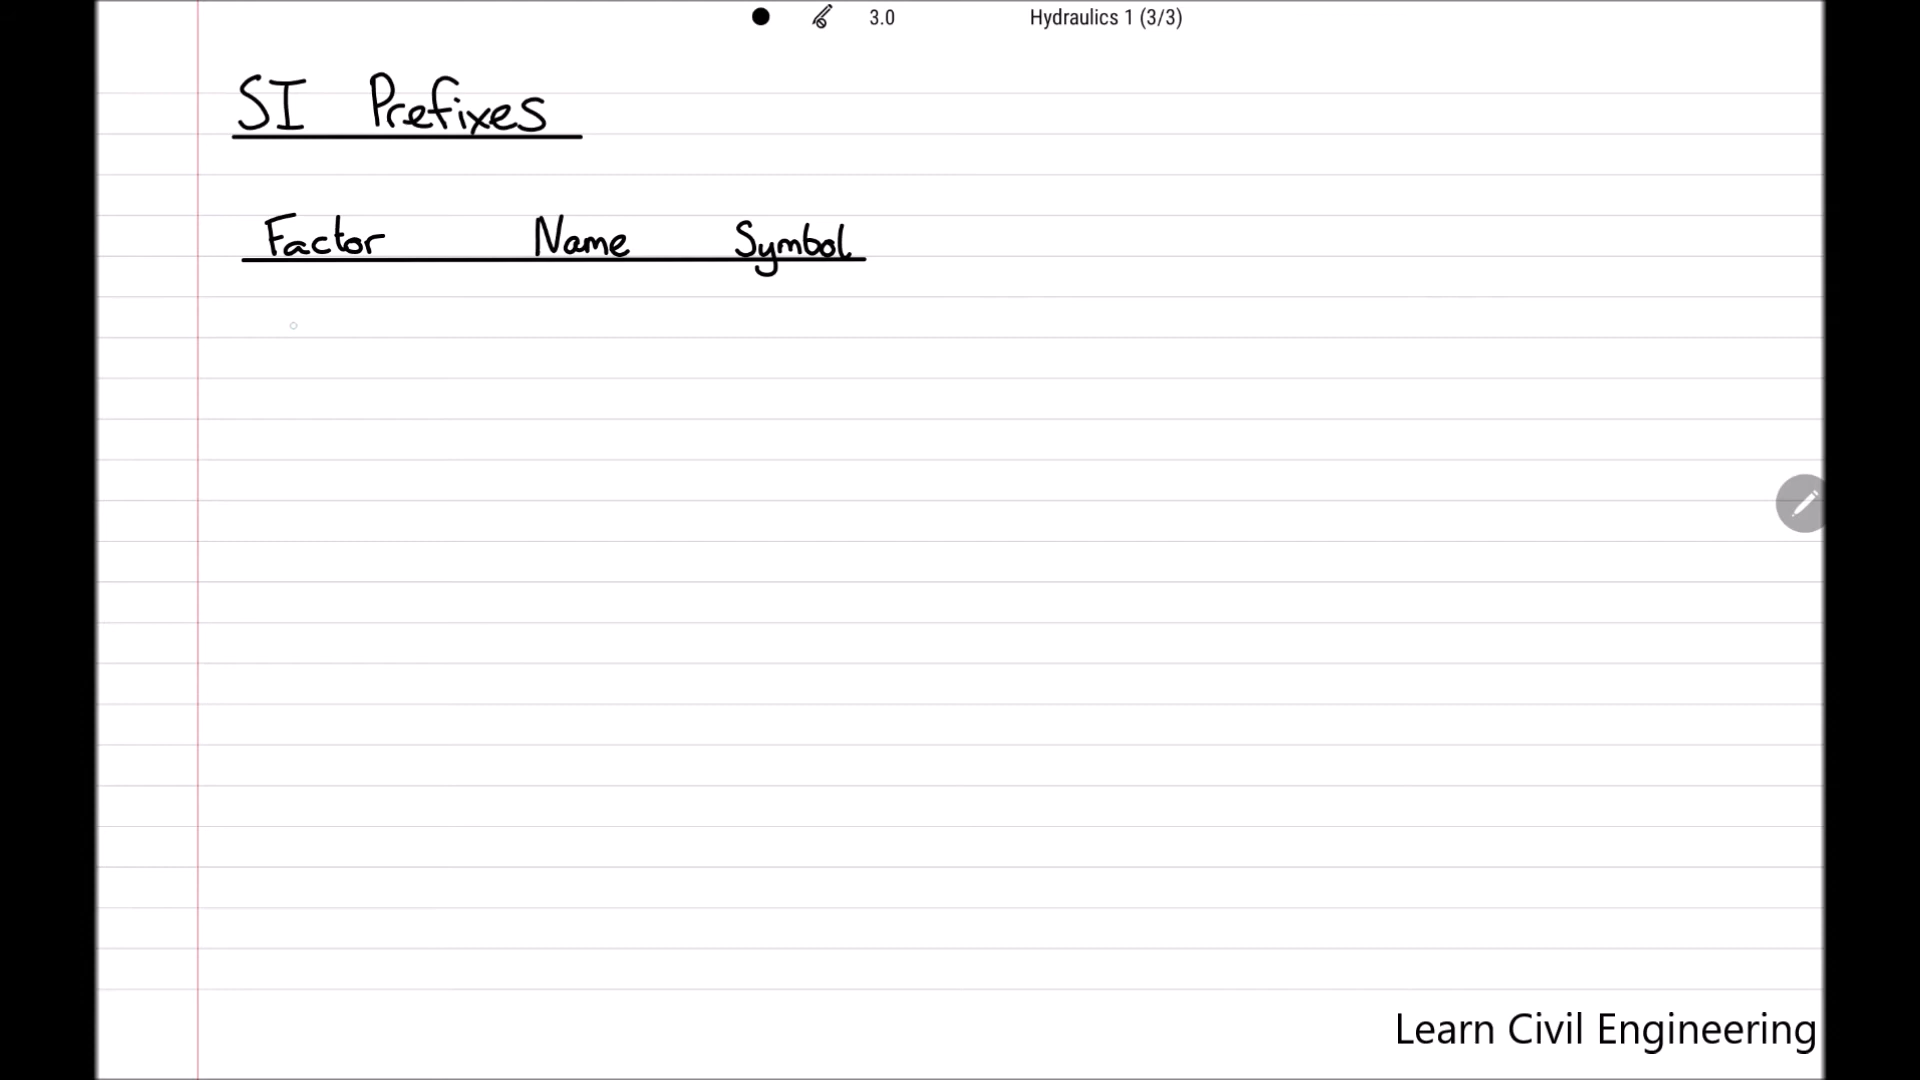 3.0 Hydraulics 1 (3/3)
SI Prefixes
Factor Name Symbol
Learn Civil Engineering